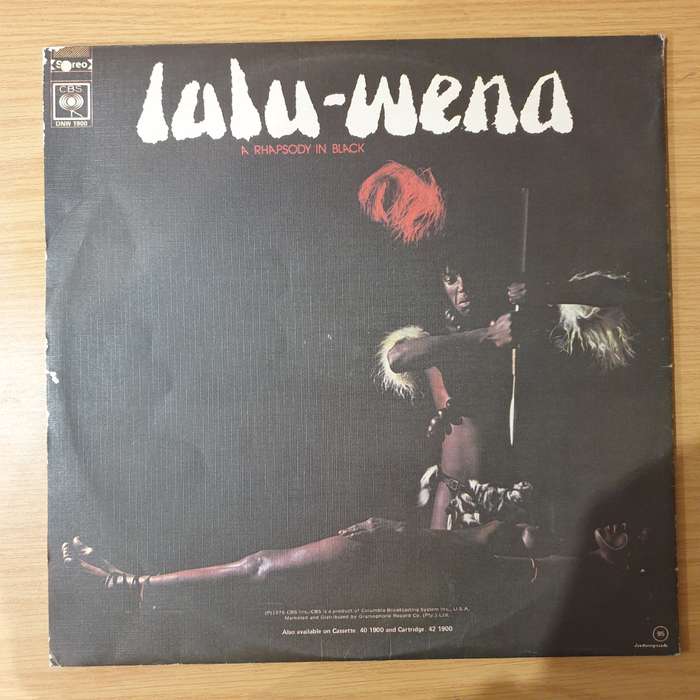 Stereo
CBS
DNW 1900
lulu-wena
A RHAPSODY IN BLACK
(P)1976 CBS Inc./CBS is a product of Columbia Broadcasting System Inc., U.S.A.
Marketed and Distributed by Gramophone Record Co. (Pty.) Ltd.
Also available on Cassette: 40 1900 and Cartridge: 42 1900